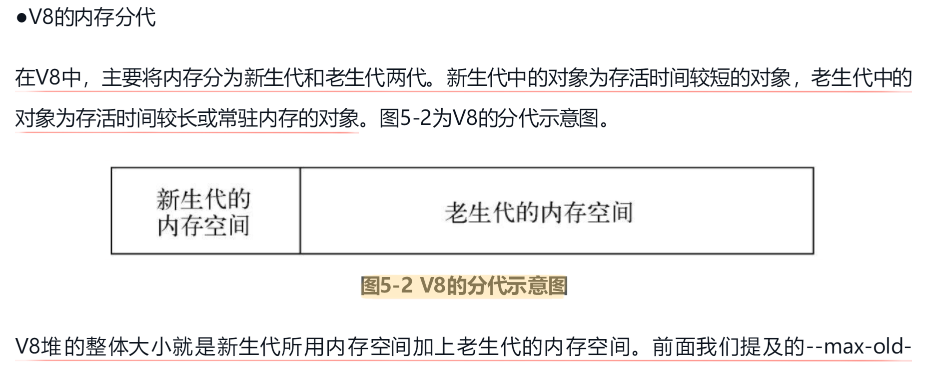 ●V8的内存分代
在V8中，主要将内存分为新生代和老生代两代。新生代中的对象为存活时间较短的对象，老生代中的
对象为存活时间较长或常驻内存的对象。图5-2为V8的分代示意图。
新生代的
内存空间
老生代的内存空间
图5-2 V8的分代示意图
V8堆的整体大小就是新生代所用内存空间加上老生代的内存空间。前面我们提及的--max-old-